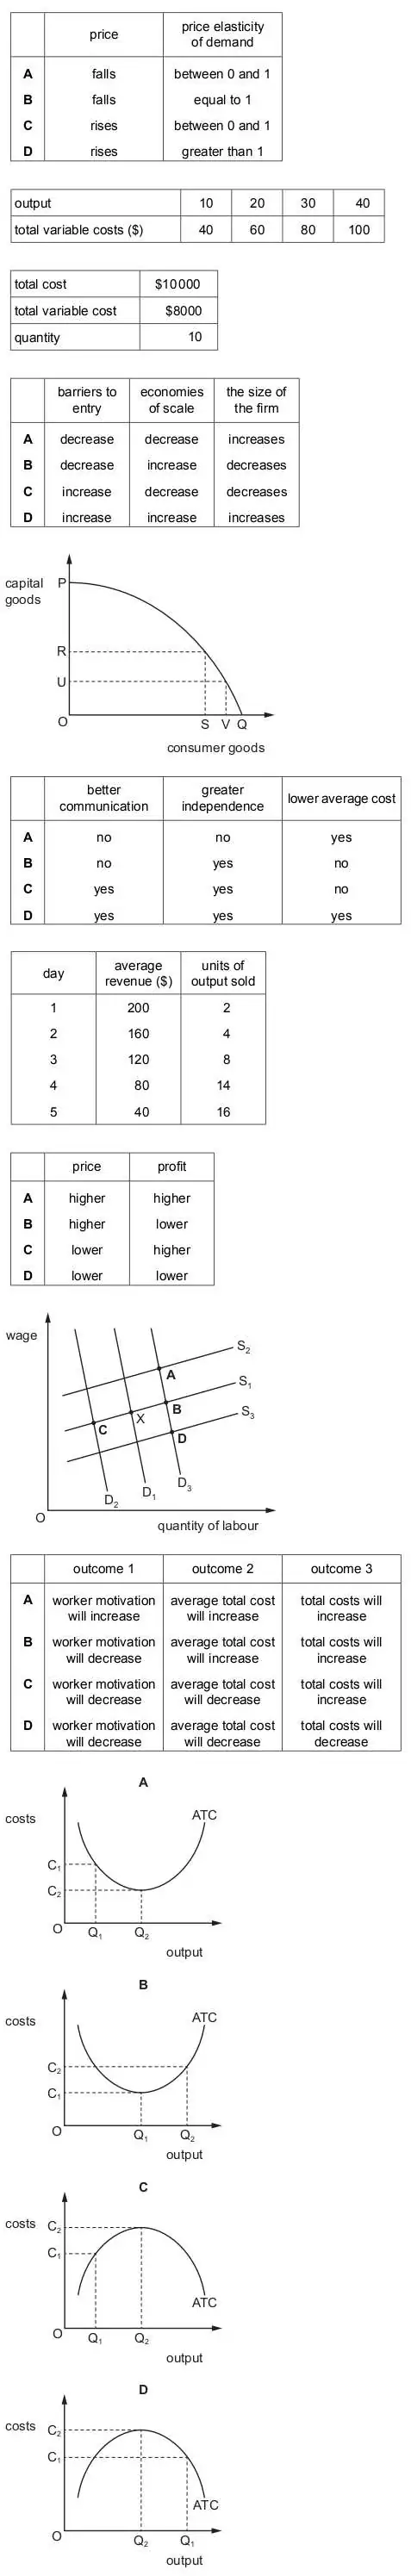 price price elasticity of demand
A falls between 0 and 1
B falls equal to 1
C rises between 0 and 1
D rises greater than 1
output 10 20 30 40
total variable costs ($) 40 60 80 100
total cost $10000
total variable cost $8000
quantity 10
barriers to entry economies of scale the size of the firm
A decrease decrease increases
B decrease increase decreases
C increase decrease decreases
D increase increase increases
capital goods
P
R
U
O S V Q
consumer goods
better communication greater independence lower average cost
A no no yes
B no yes no
C yes yes no
D yes yes yes
day average revenue ($) units of output sold
1 200 2
2 160 4
3 120 8
4 80 14
5 40 16
price profit
A higher higher
B higher lower
C lower higher
D lower lower
wage
S2
A
S1
B
X
S3
C
D
D3
D1
D2
O
quantity of labour
outcome 1 outcome 2 outcome 3
A worker motivation will increase average total cost will increase total costs will increase
B worker motivation will decrease average total cost will increase total costs will increase
C worker motivation will decrease average total cost will decrease total costs will increase
D worker motivation will decrease average total cost will decrease total costs will decrease
A
costs ATC
C1
C2
O Q1 Q2
output
B
costs ATC
C2
C1
O Q1 Q2
output
C
costs C2
C1
ATC
O Q1 Q2
output
D
costs C2
C1
ATC
O Q2 Q1
output